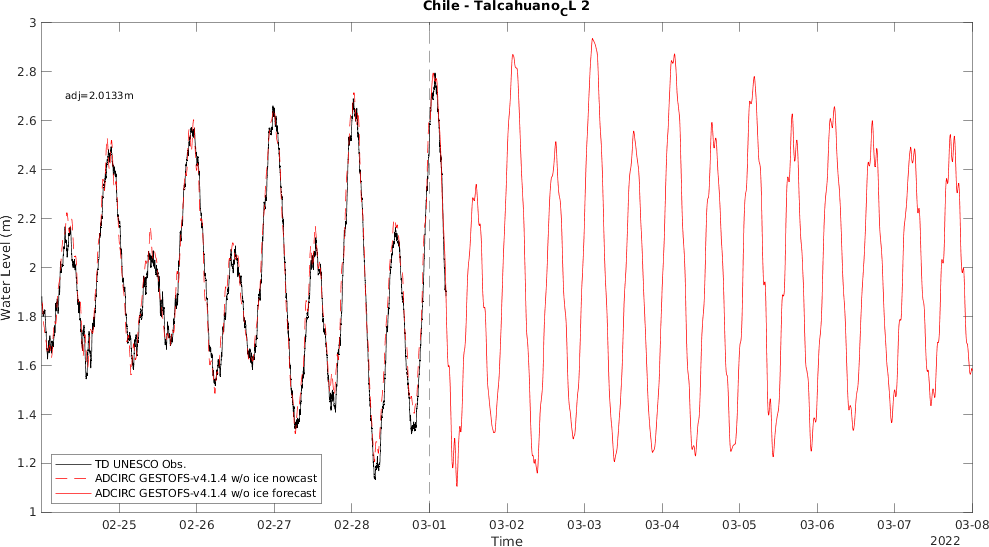 Chile - Talcahuano_CL 2
adj=2.0133m
Water Level (m)
3
2.8
2.6
2.4
2.2
2
1.8
1.6
1.4
1.2
1
TD UNESCO Obs.
ADCIRC GESTOFS-v4.1.4 w/o ice nowcast
ADCIRC GESTOFS-v4.1.4 w/o ice forecast
02-25 02-26 02-27 02-28 03-01 03-02 03-03 03-04 03-05 03-06 03-07 03-08
Time
2022